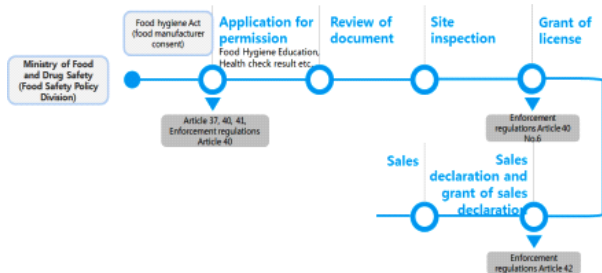 Food hygiene Act
(food manufacturer
consent)
Application for
permission
Food Hygiene Education,
Health check result etc.
Review of
document
Site
inspection
Grant of
license
Ministry of Food
and Drug Safety
(Food Safety Policy
Division)
Article 37, 40, 41,
Enforcement regulations
Article 40
Enforcement
regulations Article 40
No.6
Sales
Sales
declaration and
grant of sales
declaration
Enforcement
regulations Article 42